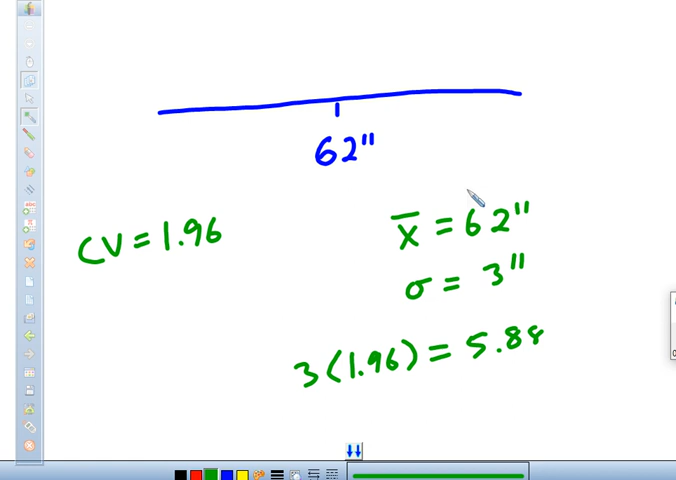 62"
CV = 1.96
x̅ = 62"
σ = 3"
3(1.96) = 5.88